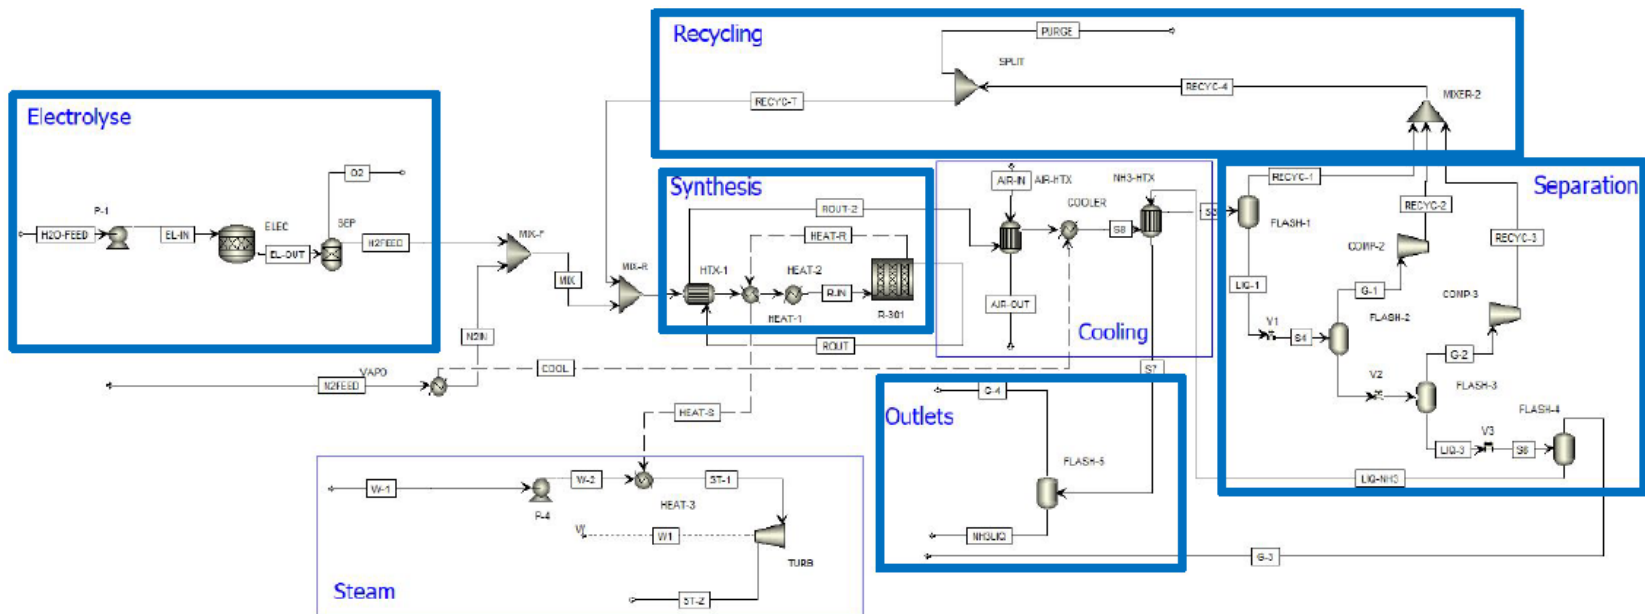 Recycling
PURGE
SPLIT
RECYC-T
RECYC-4
MIXER-2
Electrolyse
O2
P-1
ELEC
SEP
H2O-FEED
EL-IN
EL-OUT
H2FEED
MIX-F
MIX
MIX-R
N2IN
VAPO
N2FEED
COOL
Synthesis
ROUT-2
HEAT-R
HTX-1
HEAT-2
R-IN
HEAT-1
R-301
ROUT
AIR-IN
AIR-HTX
NH3-HTX
COOLER
S8
AIR-OUT
Cooling
S7
Separation
RECYC-1
FLASH-1
RECYC-2
COMP-2
RECYC-3
LIQ-1
G-1
COMP-3
V1
S4
FLASH-2
G-2
V2
FLASH-3
FLASH-4
LIQ-3
V3
S6
LIQ-NH3
Outlets
G-4
FLASH-5
NH3LIQ
G-3
HEAT-S
W-1
W-2
ST-1
P-4
HEAT-3
W
W1
TURB
Steam
ST-2